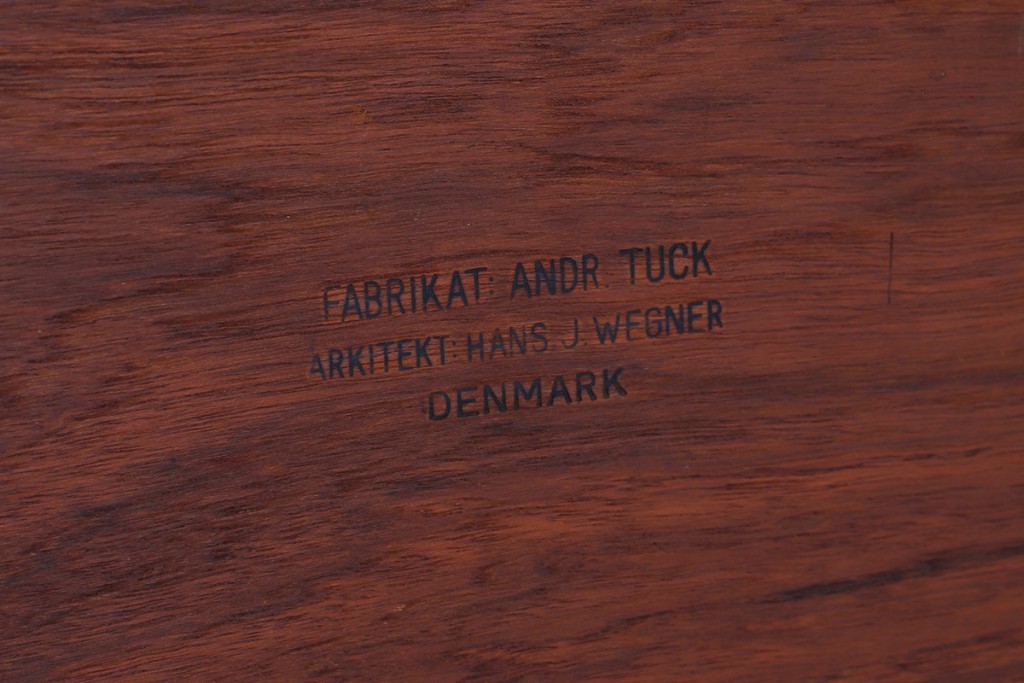 FABRIKAT: ANDR. TUCK
ARKITEKT: HANS. J. WEGNER
DENMARK